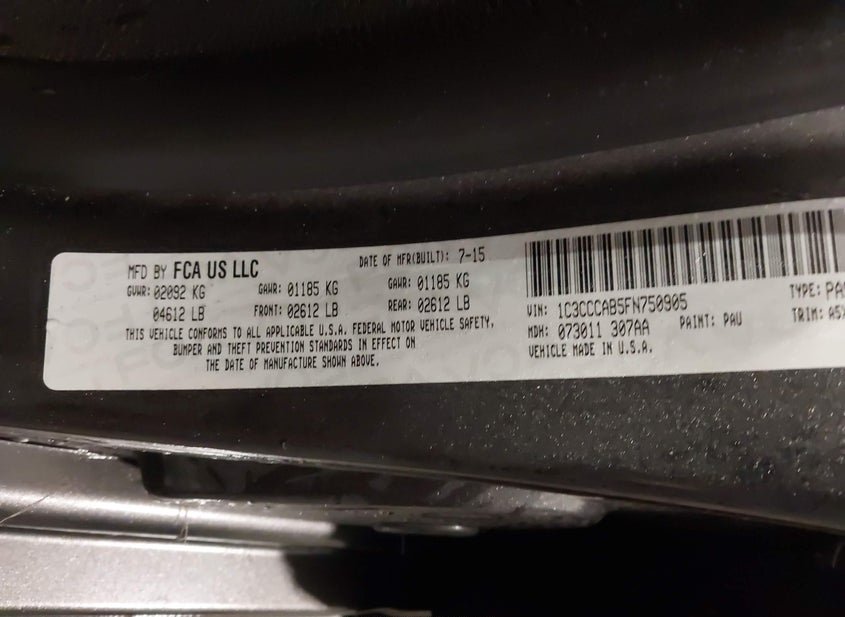 MFD BY FCA US LLC
DATE OF MFR(BUILT): 7-15
GVWR: 02092 KG
GAWR: 01185 KG
GAWR: 01185 KG
04612 LB
FRONT: 02612 LB
REAR: 02612 LB
THIS VEHICLE CONFORMS TO ALL APPLICABLE U.S.A. FEDERAL MOTOR VEHICLE SAFETY,
BUMPER AND THEFT PREVENTION STANDARDS IN EFFECT ON
THE DATE OF MANUFACTURE SHOWN ABOVE.
VIN: 1C3CCCAB5FN750905
TYPE:
MDH: 073011 307AA
PAINT: PAU
TRIM:
VEHICLE MADE IN U.S.A.